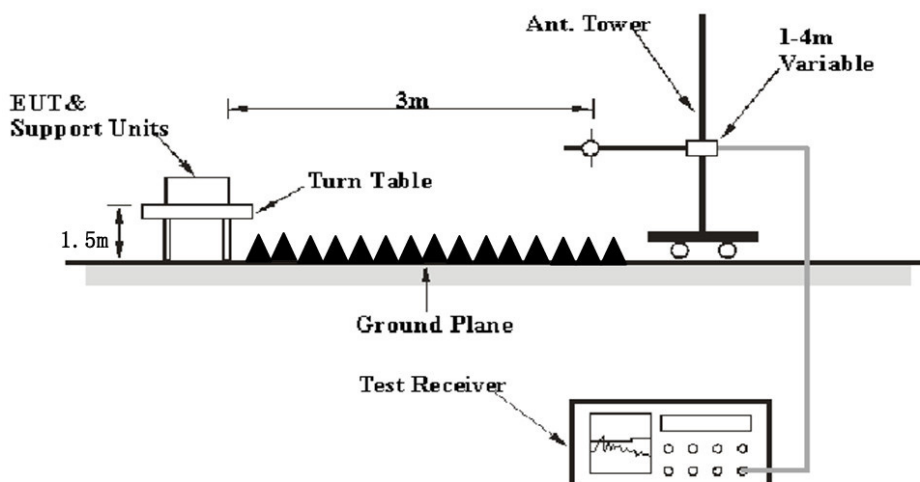 Ant. Tower
1-4m
Variable
3m
EUT &
Support Units
Turn Table
1.5m
Ground Plane
Test Receiver